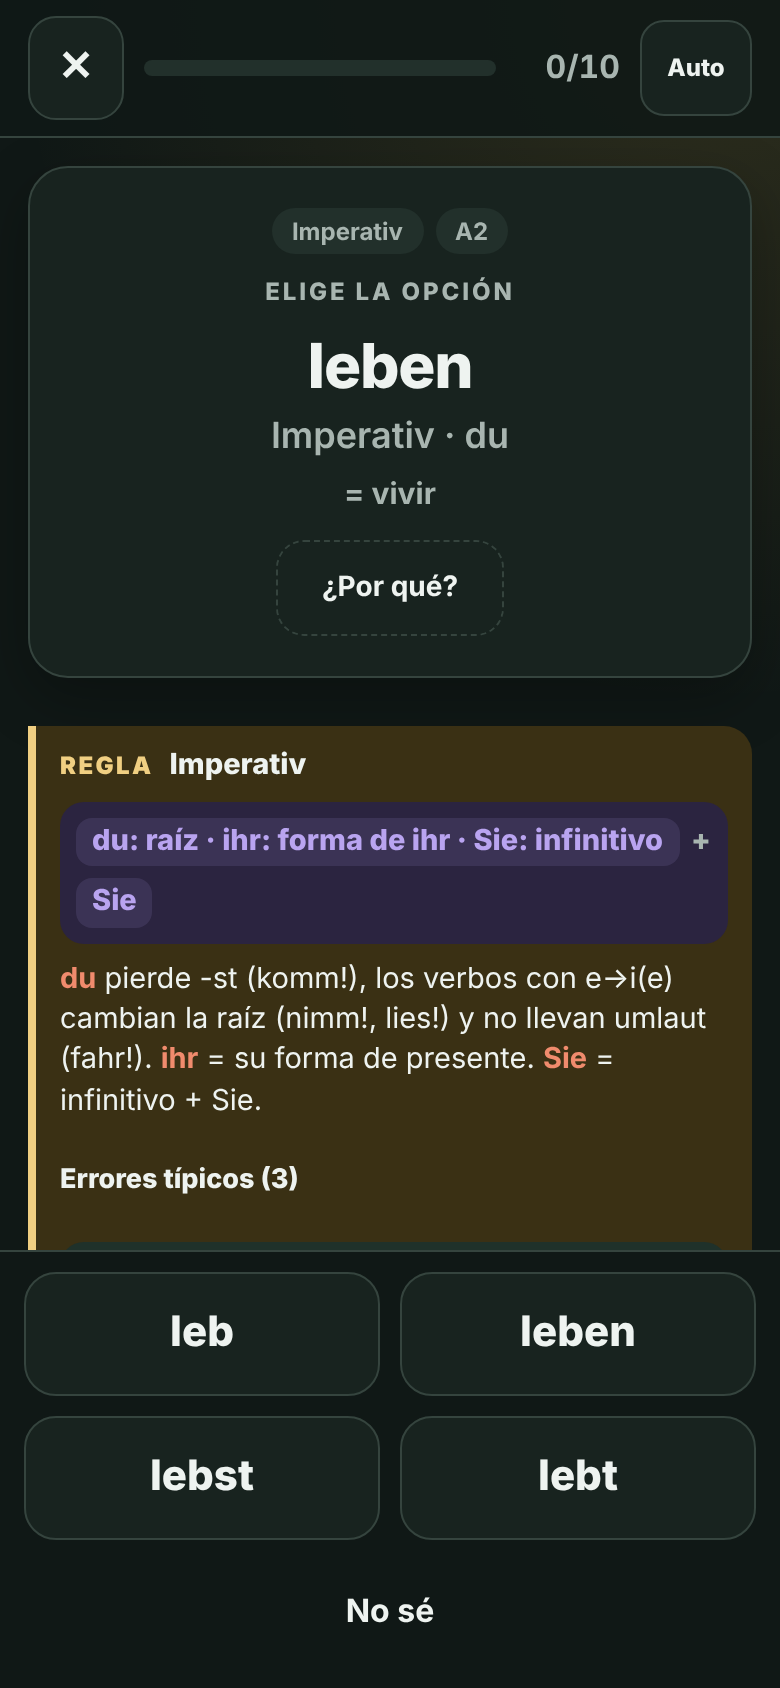 ✕ 0/10 Auto
Imperativ A2
ELIGE LA OPCIÓN
leben
Imperativ · du
= vivir
¿Por qué?
REGLA Imperativ
du: raíz · ihr: forma de ihr · Sie: infinitivo +
Sie
du pierde -st (komm!), los verbos con e→i(e)
cambian la raíz (nimm!, lies!) y no llevan umlaut
(fahr!). ihr = su forma de presente. Sie =
infinitivo + Sie.
Errores típicos (3)
leb leben
lebst lebt
No sé